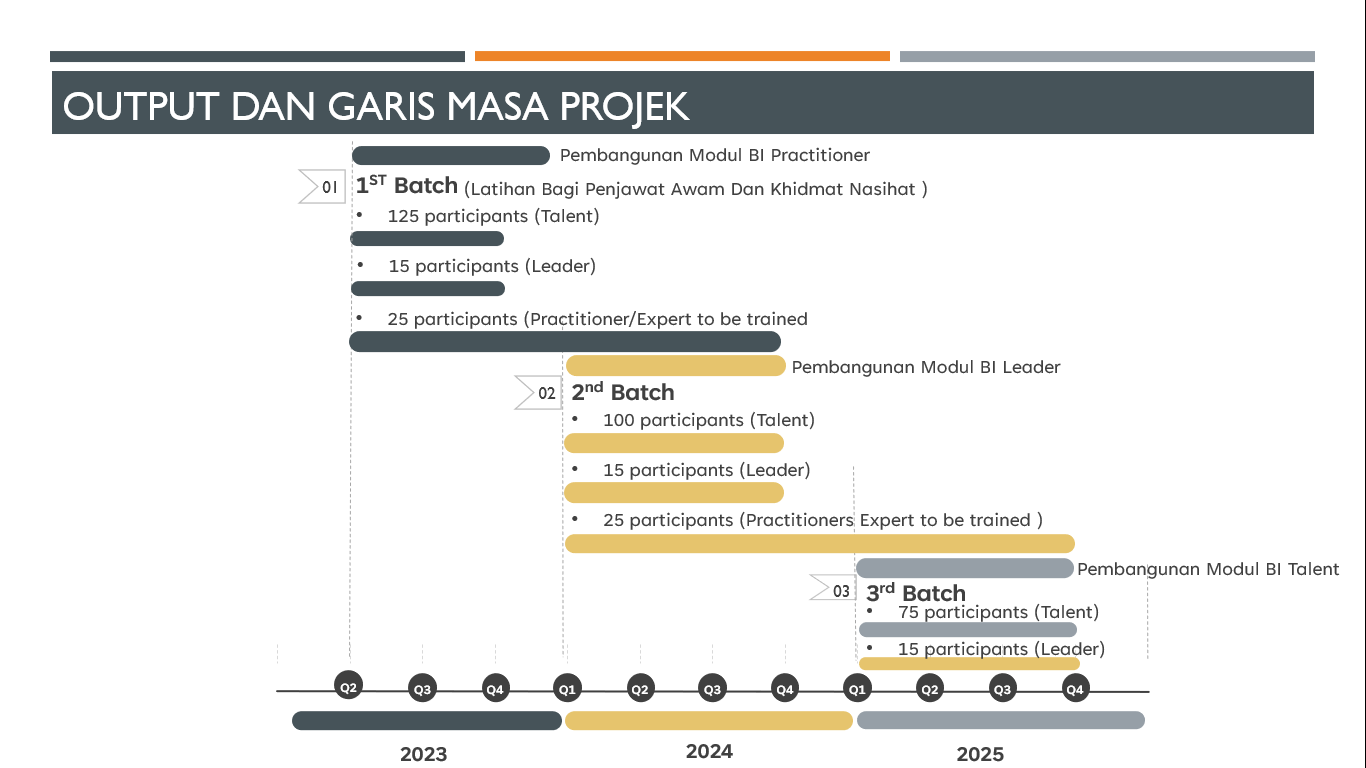 OUTPUT DAN GARIS MASA PROJEK
Pembangunan Modul BI Practitioner
01
1ST Batch (Latihan Bagi Penjawat Awam Dan Khidmat Nasihat )
• 125 participants (Talent)
• 15 participants (Leader)
• 25 participants (Practitioner/Expert to be trained
Pembangunan Modul BI Leader
02
2nd Batch
• 100 participants (Talent)
• 15 participants (Leader)
• 25 participants (Practitioners Expert to be trained )
Pembangunan Modul BI Talent
03
3rd Batch
• 75 participants (Talent)
• 15 participants (Leader)
Q2 Q3 Q4 Q1 Q2 Q3 Q4 Q1 Q2 Q3 Q4
2023 2024 2025